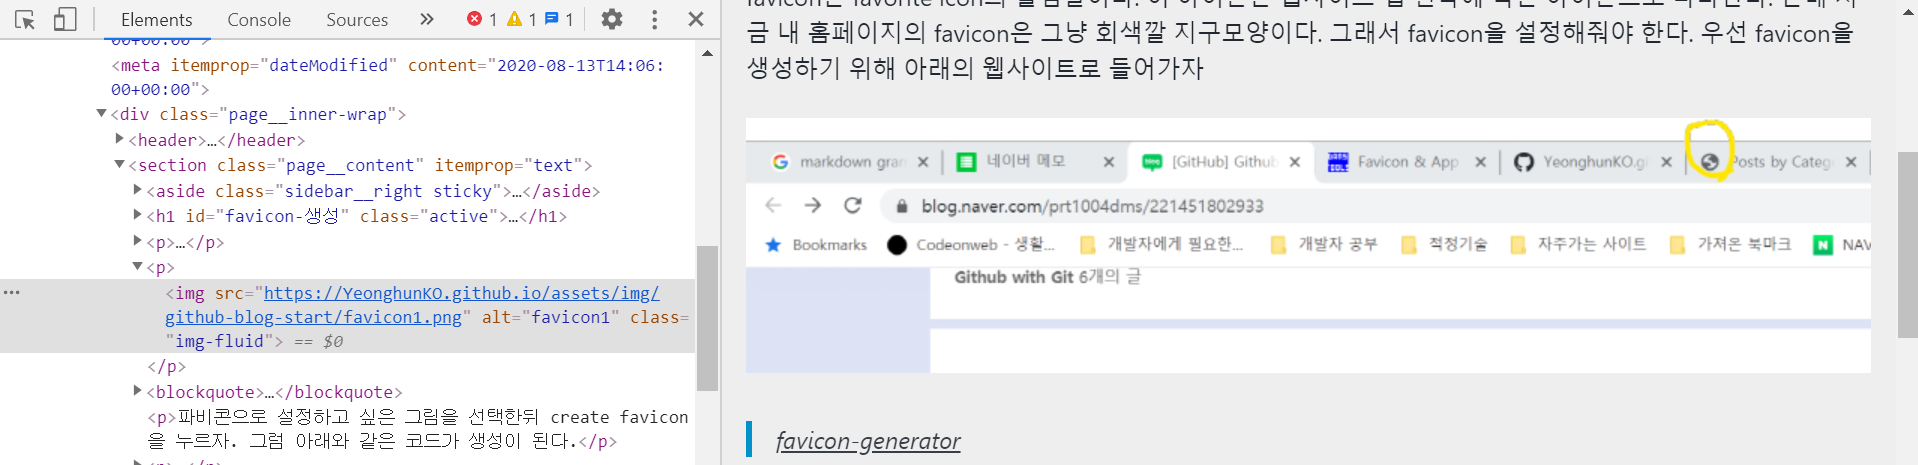 Elements Console Sources » 1 1 1
00+00:00">
<meta itemprop="dateModified" content="2020-08-13T14:06:
00+00:00">
▼<div class="page__inner-wrap">
▶<header>…</header>
▼<section class="page__content" itemprop="text">
▶<aside class="sidebar__right sticky">…</aside>
▶<h1 id="favicon-생성" class="active">…</h1>
▶<p>…</p>
▼<p>
<img src="https://YeonghunKO.github.io/assets/img/
github-blog-start/favicon1.png" alt="favicon1" class=
"img-fluid"> == $0
</p>
▶<blockquote>…</blockquote>
<p>파비콘으로 설정하고 싶은 그림을 선택한뒤 create favicon
을 누르자. 그럼 아래와 같은 코드가 생성이 된다.</p>
금 내 홈페이지의 favicon은 그냥 회색깔 지구모양이다. 그래서 favicon을 설정해줘야 한다. 우선 favicon을
생성하기 위해 아래의 웹사이트로 들어가자
markdown gran 네이버 메모 [GitHub] Github Favicon & App YeonghunKO.gi Posts by Categ
blog.naver.com/prt1004dms/221451802933
Bookmarks Codeonweb - 생활... 개발자에게 필요한... 개발자 공부 적정기술 자주가는 사이트 가져온 북마크 NAV
Github with Git 6개의 글
favicon-generator